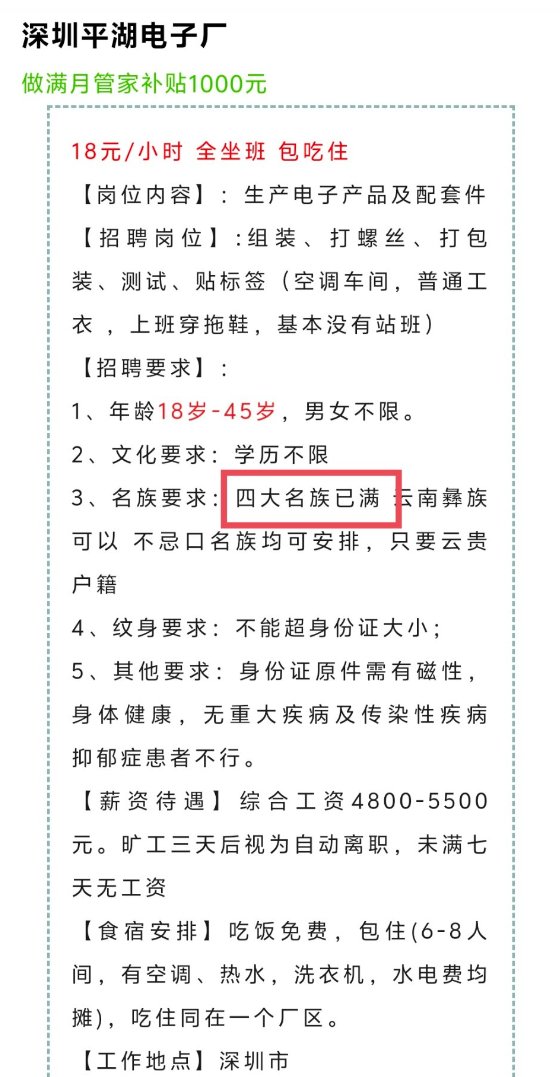 深圳平湖电子厂
做满月管家补贴1000元
18元/小时 全坐班 包吃住
【岗位内容】：生产电子产品及配套件
【招聘岗位】:组装、打螺丝、打包
装、测试、贴标签（空调车间，普通工
衣 ，上班穿拖鞋，基本没有站班）
【招聘要求】:
1、年龄18岁-45岁，男女不限。
2、文化要求：学历不限
3、名族要求：四大名族已满 云南彝族
可以 不忌口名族均可安排，只要云贵
户籍
4、纹身要求：不能超身份证大小；
5、其他要求：身份证原件需有磁性，
身体健康，无重大疾病及传染性疾病
抑郁症患者不行。
【薪资待遇】综合工资4800-5500
元。旷工三天后视为自动离职，未满七
天无工资
【食宿安排】吃饭免费，包住(6-8人
间，有空调、热水，洗衣机，水电费均
摊)，吃住同在一个厂区。
【工作地点】深圳市